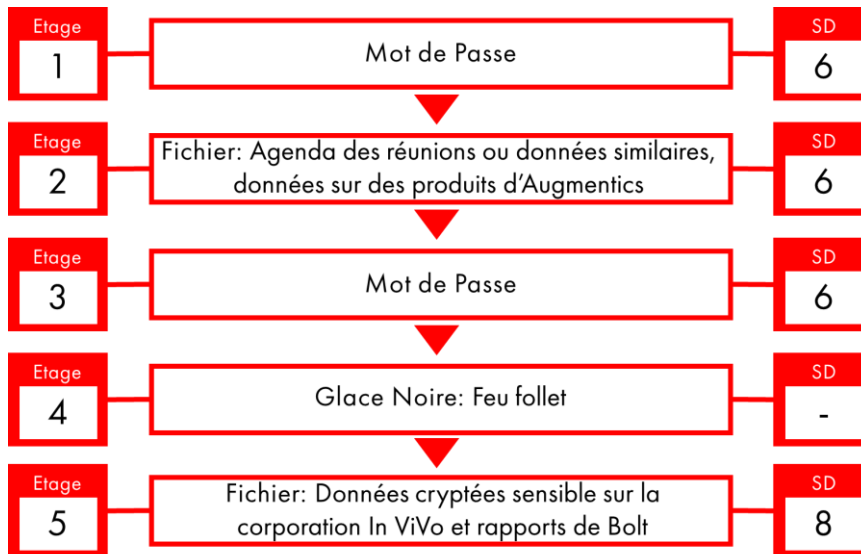 Etage
1
Mot de Passe
SD
6
Etage
2
Fichier: Agenda des réunions ou données similaires,
données sur des produits d'Augmentics
SD
6
Etage
3
Mot de Passe
SD
6
Etage
4
Glace Noire: Feu follet
SD
-
Etage
5
Fichier: Données cryptées sensible sur la
corporation In ViVo et rapports de Bolt
SD
8